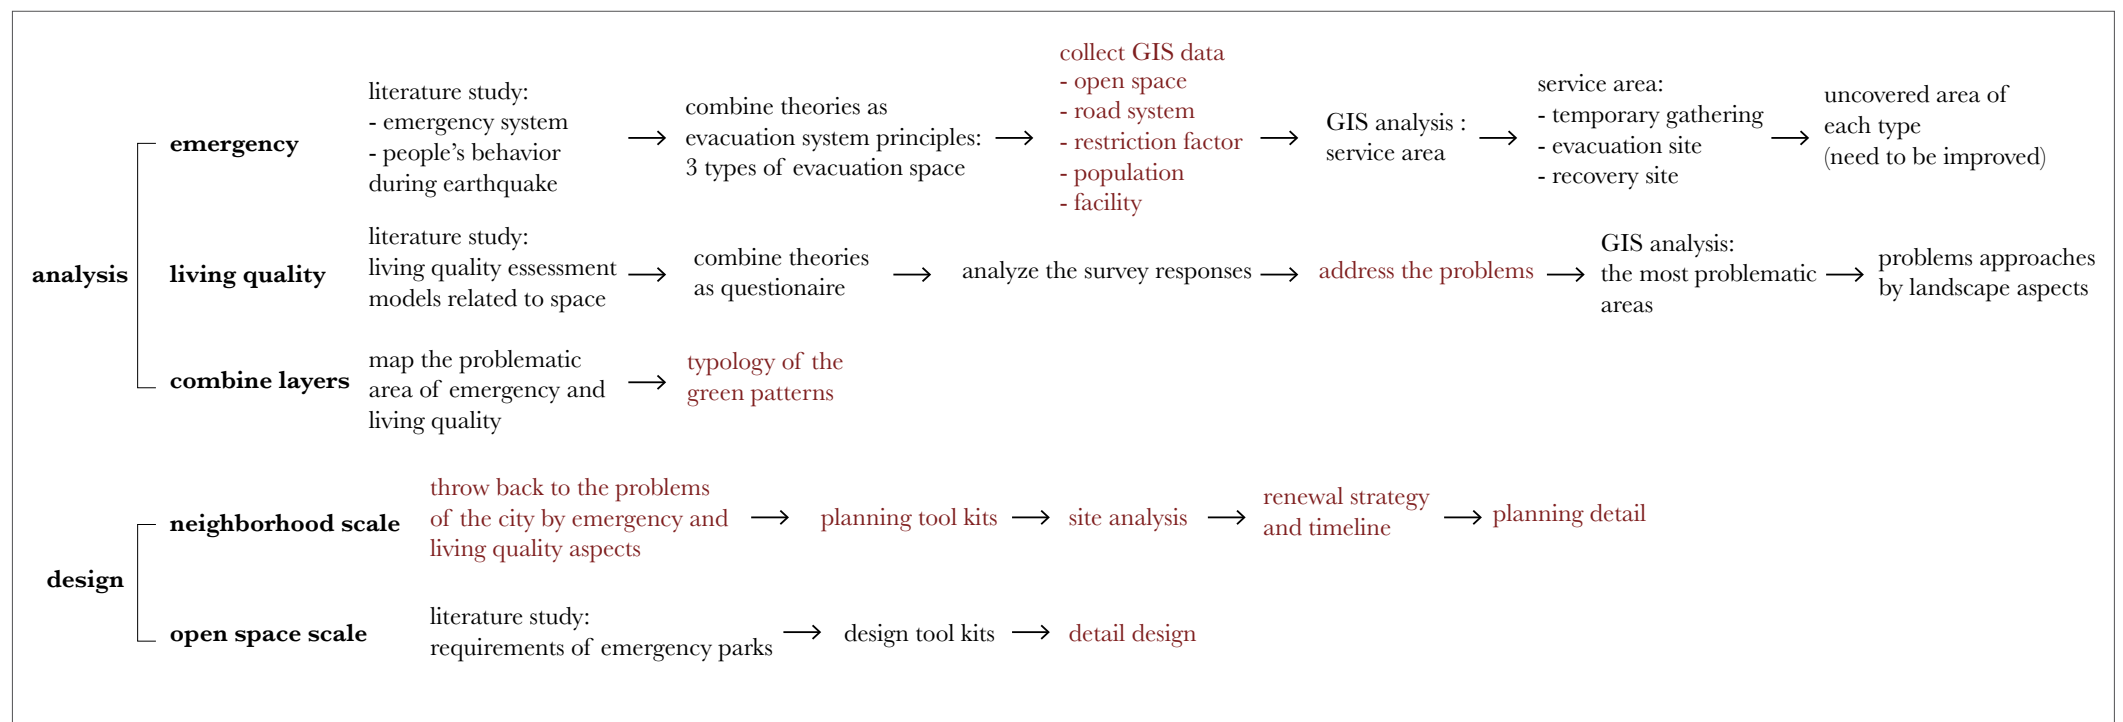 analysis
emergency
literature study:
- emergency system
- people's behavior
during earthquake
combine theories as
evacuation system principles:
3 types of evacuation space
collect GIS data
- open space
- road system
- restriction factor
- population
- facility
GIS analysis :
service area
service area:
- temporary gathering
- evacuation site
- recovery site
uncovered area of
each type
(need to be improved)
living quality
literature study:
living quality essessment
models related to space
combine theories
as questionaire
analyze the survey responses
address the problems
GIS analysis:
the most problematic
areas
problems approaches
by landscape aspects
combine layers
map the problematic
area of emergency and
living quality
typology of the
green patterns
design
neighborhood scale
throw back to the problems
of the city by emergency and
living quality aspects
planning tool kits
site analysis
renewal strategy
and timeline
planning detail
open space scale
literature study:
requirements of emergency parks
design tool kits
detail design